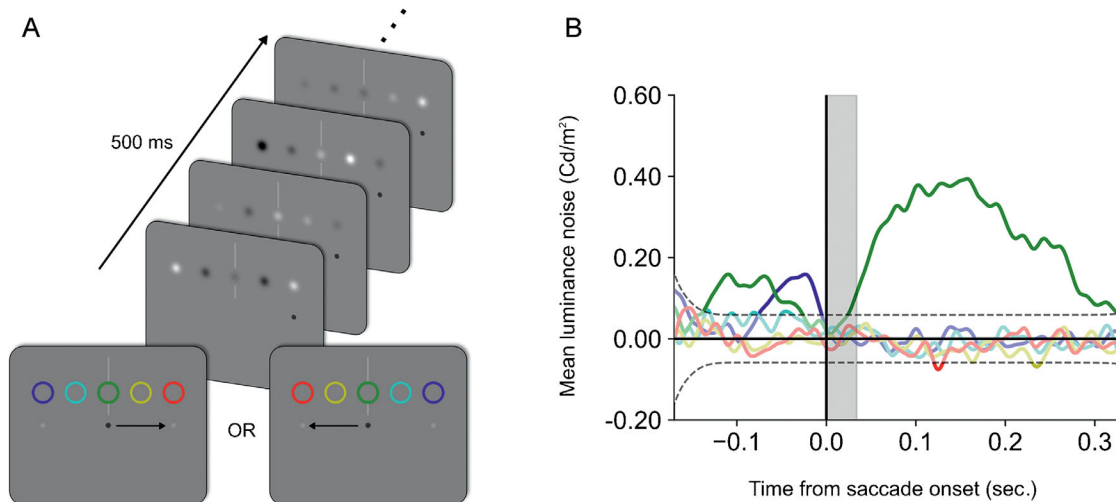 A
500 ms
OR
B
Mean luminance noise (Cd/m²)
0.60
0.40
0.20
0.00
-0.20
−0.1
0.0
0.1
0.2
0.3
Time from saccade onset (sec.)